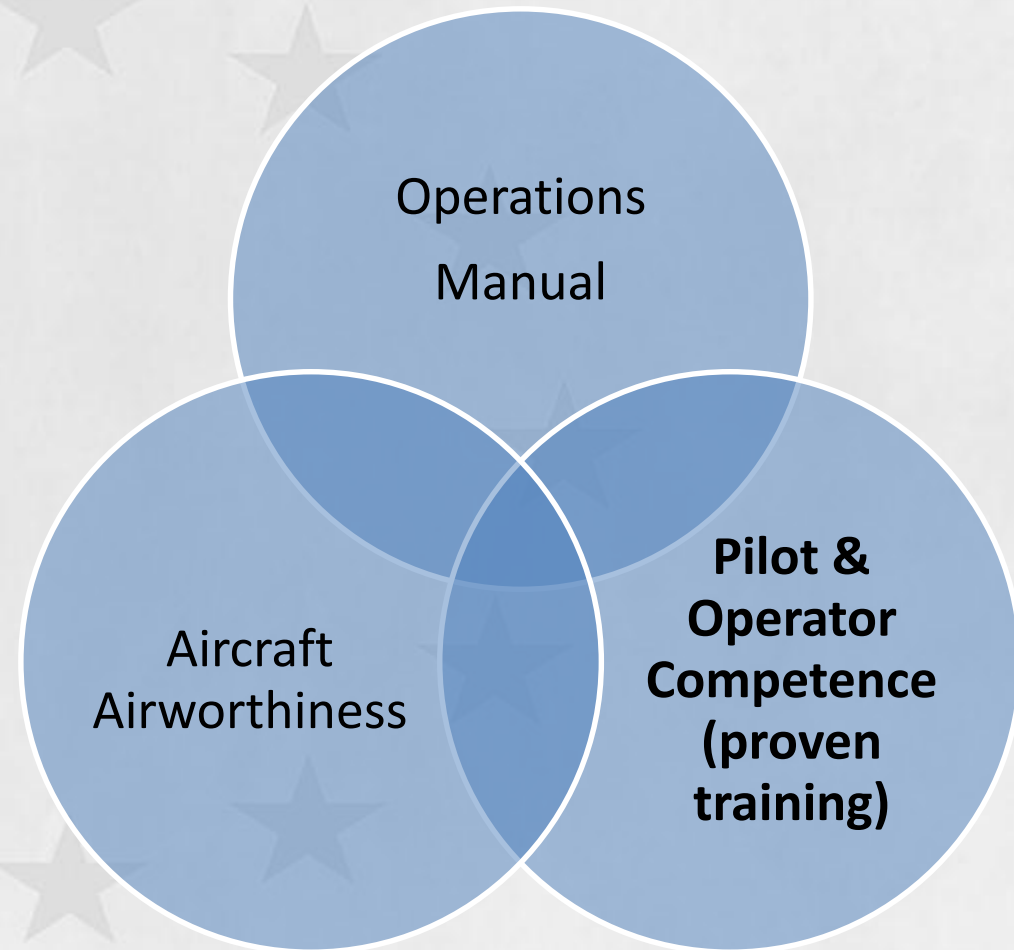 Operations
Manual
Aircraft
Airworthiness
Pilot &
Operator
Competence
(proven
training)